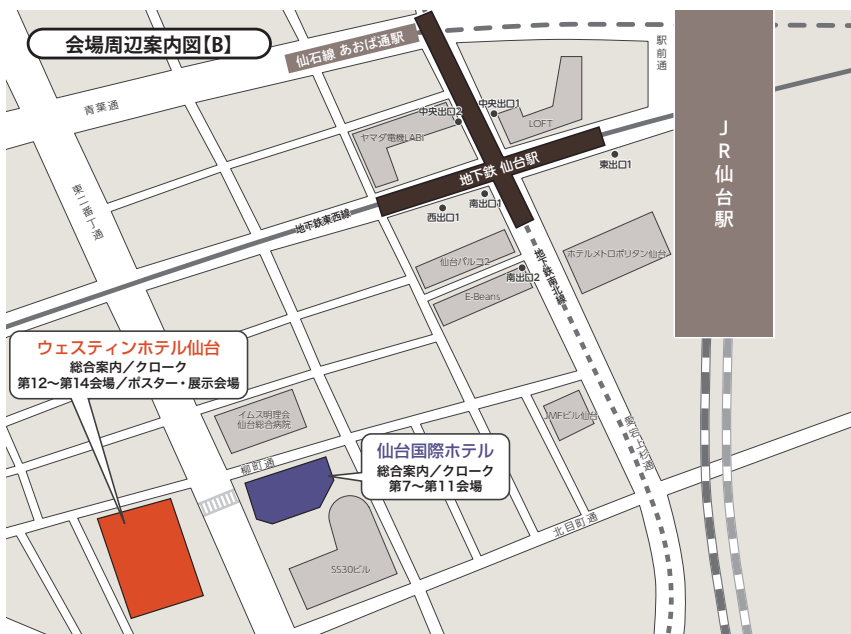 会場周辺案内図【B】
仙石線 あおば通駅
駅前通
青葉通
中央出口2
中央出口1
LOFT
ヤマダ電機LABI
JR仙台駅
地下鉄 仙台駅
東出口1
東二番丁通
南出口1
西出口1
地下鉄東西線
仙台パルコ2
ホテルメトロポリタン仙台
地下鉄南北線
南出口2
E-Beans
ウェスティンホテル仙台
総合案内／クローク
第12～第14会場／ポスター・展示会場
イムス明理会
仙台総合病院
JMFビル仙台
愛宕上杉通
仙台国際ホテル
総合案内／クローク
第7～第11会場
柳町通
北目町通
SS30ビル